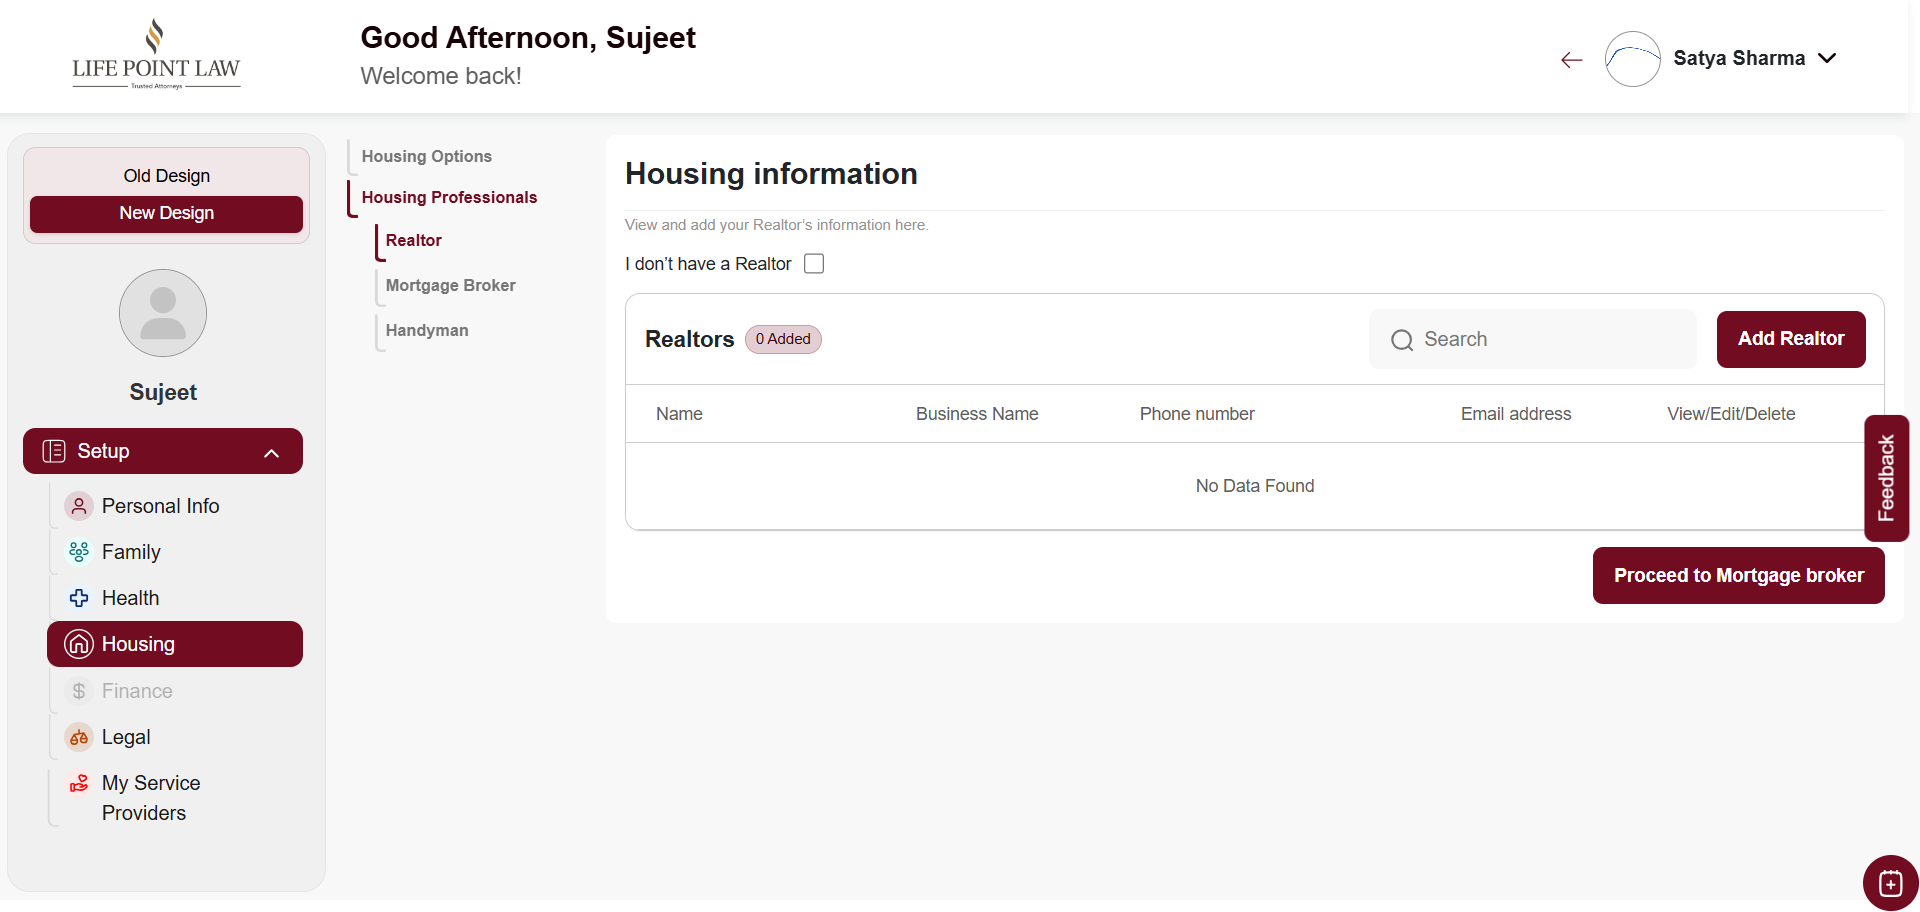 LIFE POINT LAW
Trusted Attorneys
Good Afternoon, Sujeet
Welcome back!
Satya Sharma
Old Design
New Design
Sujeet
Setup
Personal Info
Family
Health
Housing
Finance
Legal
My Service
Providers
Housing Options
Housing Professionals
Realtor
Mortgage Broker
Handyman
Housing information
View and add your Realtor's information here.
I don't have a Realtor
Realtors 0 Added Search Add Realtor
Name Business Name Phone number Email address View/Edit/Delete
No Data Found
Proceed to Mortgage broker
Feedback